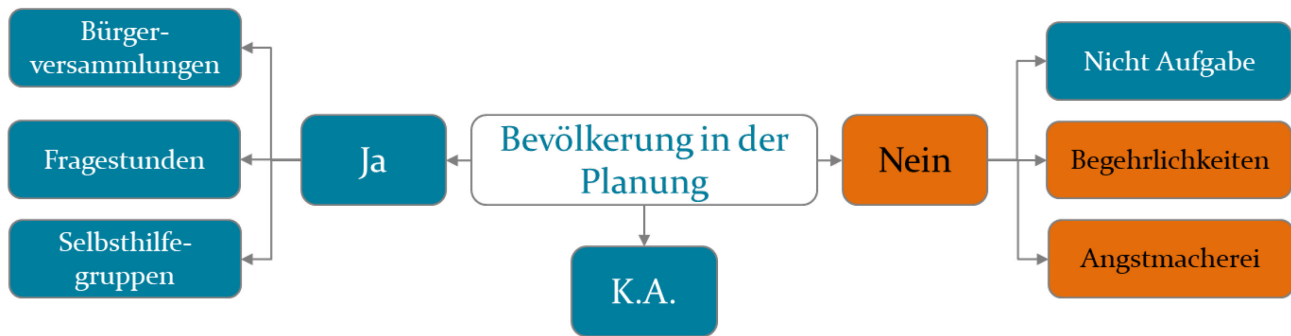 Bürger-
versammlungen
Fragestunden
Selbsthilfe-
gruppen
Ja
Bevölkerung in der
Planung
K.A.
Nein
Nicht Aufgabe
Begehrlichkeiten
Angstmacherei